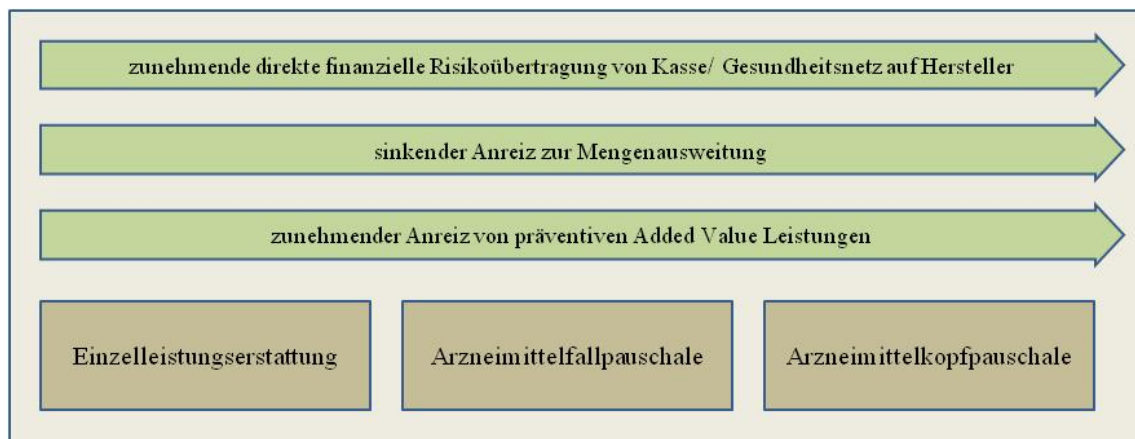 zunehmende direkte finanzielle Risikoübertragung von Kasse/ Gesundheitsnetz auf Hersteller
sinkender Anreiz zur Mengenausweitung
zunehmender Anreiz von präventiven Added Value Leistungen
Einzelleistungserstattung
Arzneimittelfallpauschale
Arzneimittelkopfpauschale